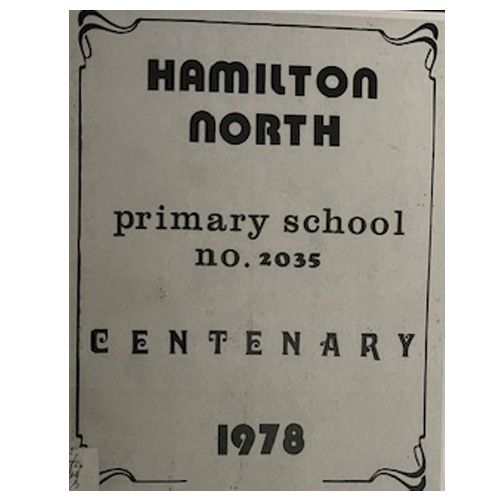 HAMILTON
NORTH
primary school
no. 2035
CENTENARY
1978